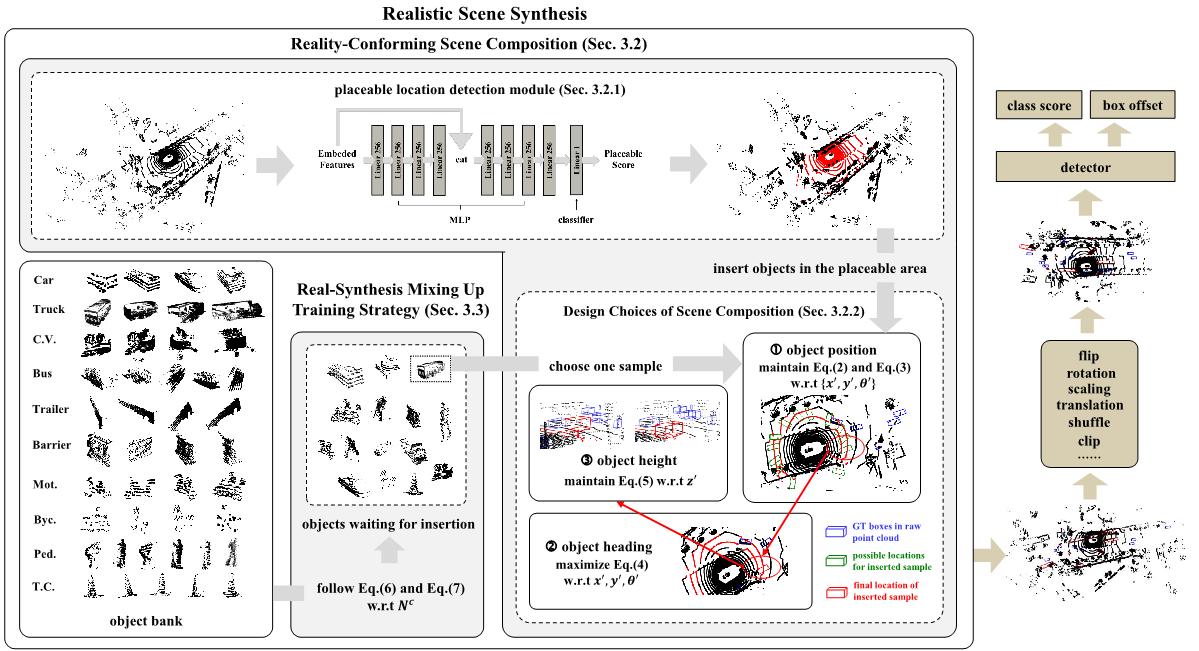 Realistic Scene Synthesis
Reality-Conforming Scene Composition (Sec. 3.2)
placeable location detection module (Sec. 3.2.1)
Embeded
Features
Linear 256
Linear 256
Linear 256
Linear 256
cat
Linear 256
Linear 256
Linear 256
Linear 256
Linear 1
Placeable
Score
MLP
classifier
insert objects in the placeable area
Car
Truck
C.V.
Bus
Trailer
Barrier
Mot.
Byc.
Ped.
T.C.
object bank
Real-Synthesis Mixing Up
Training Strategy (Sec. 3.3)
objects waiting for insertion
follow Eq.(6) and Eq.(7)
w.r.t N^c
choose one sample
Design Choices of Scene Composition (Sec. 3.2.2)
① object position
maintain Eq.(2) and Eq.(3)
w.r.t {x′, y′, θ′}
③ object height
maintain Eq.(5) w.r.t z′
② object heading
maximize Eq.(4)
w.r.t x′, y′, θ′
GT boxes in raw
point cloud
possible locations
for inserted sample
final location of
inserted sample
class score
box offset
detector
flip
rotation
scaling
translation
shuffle
clip
......